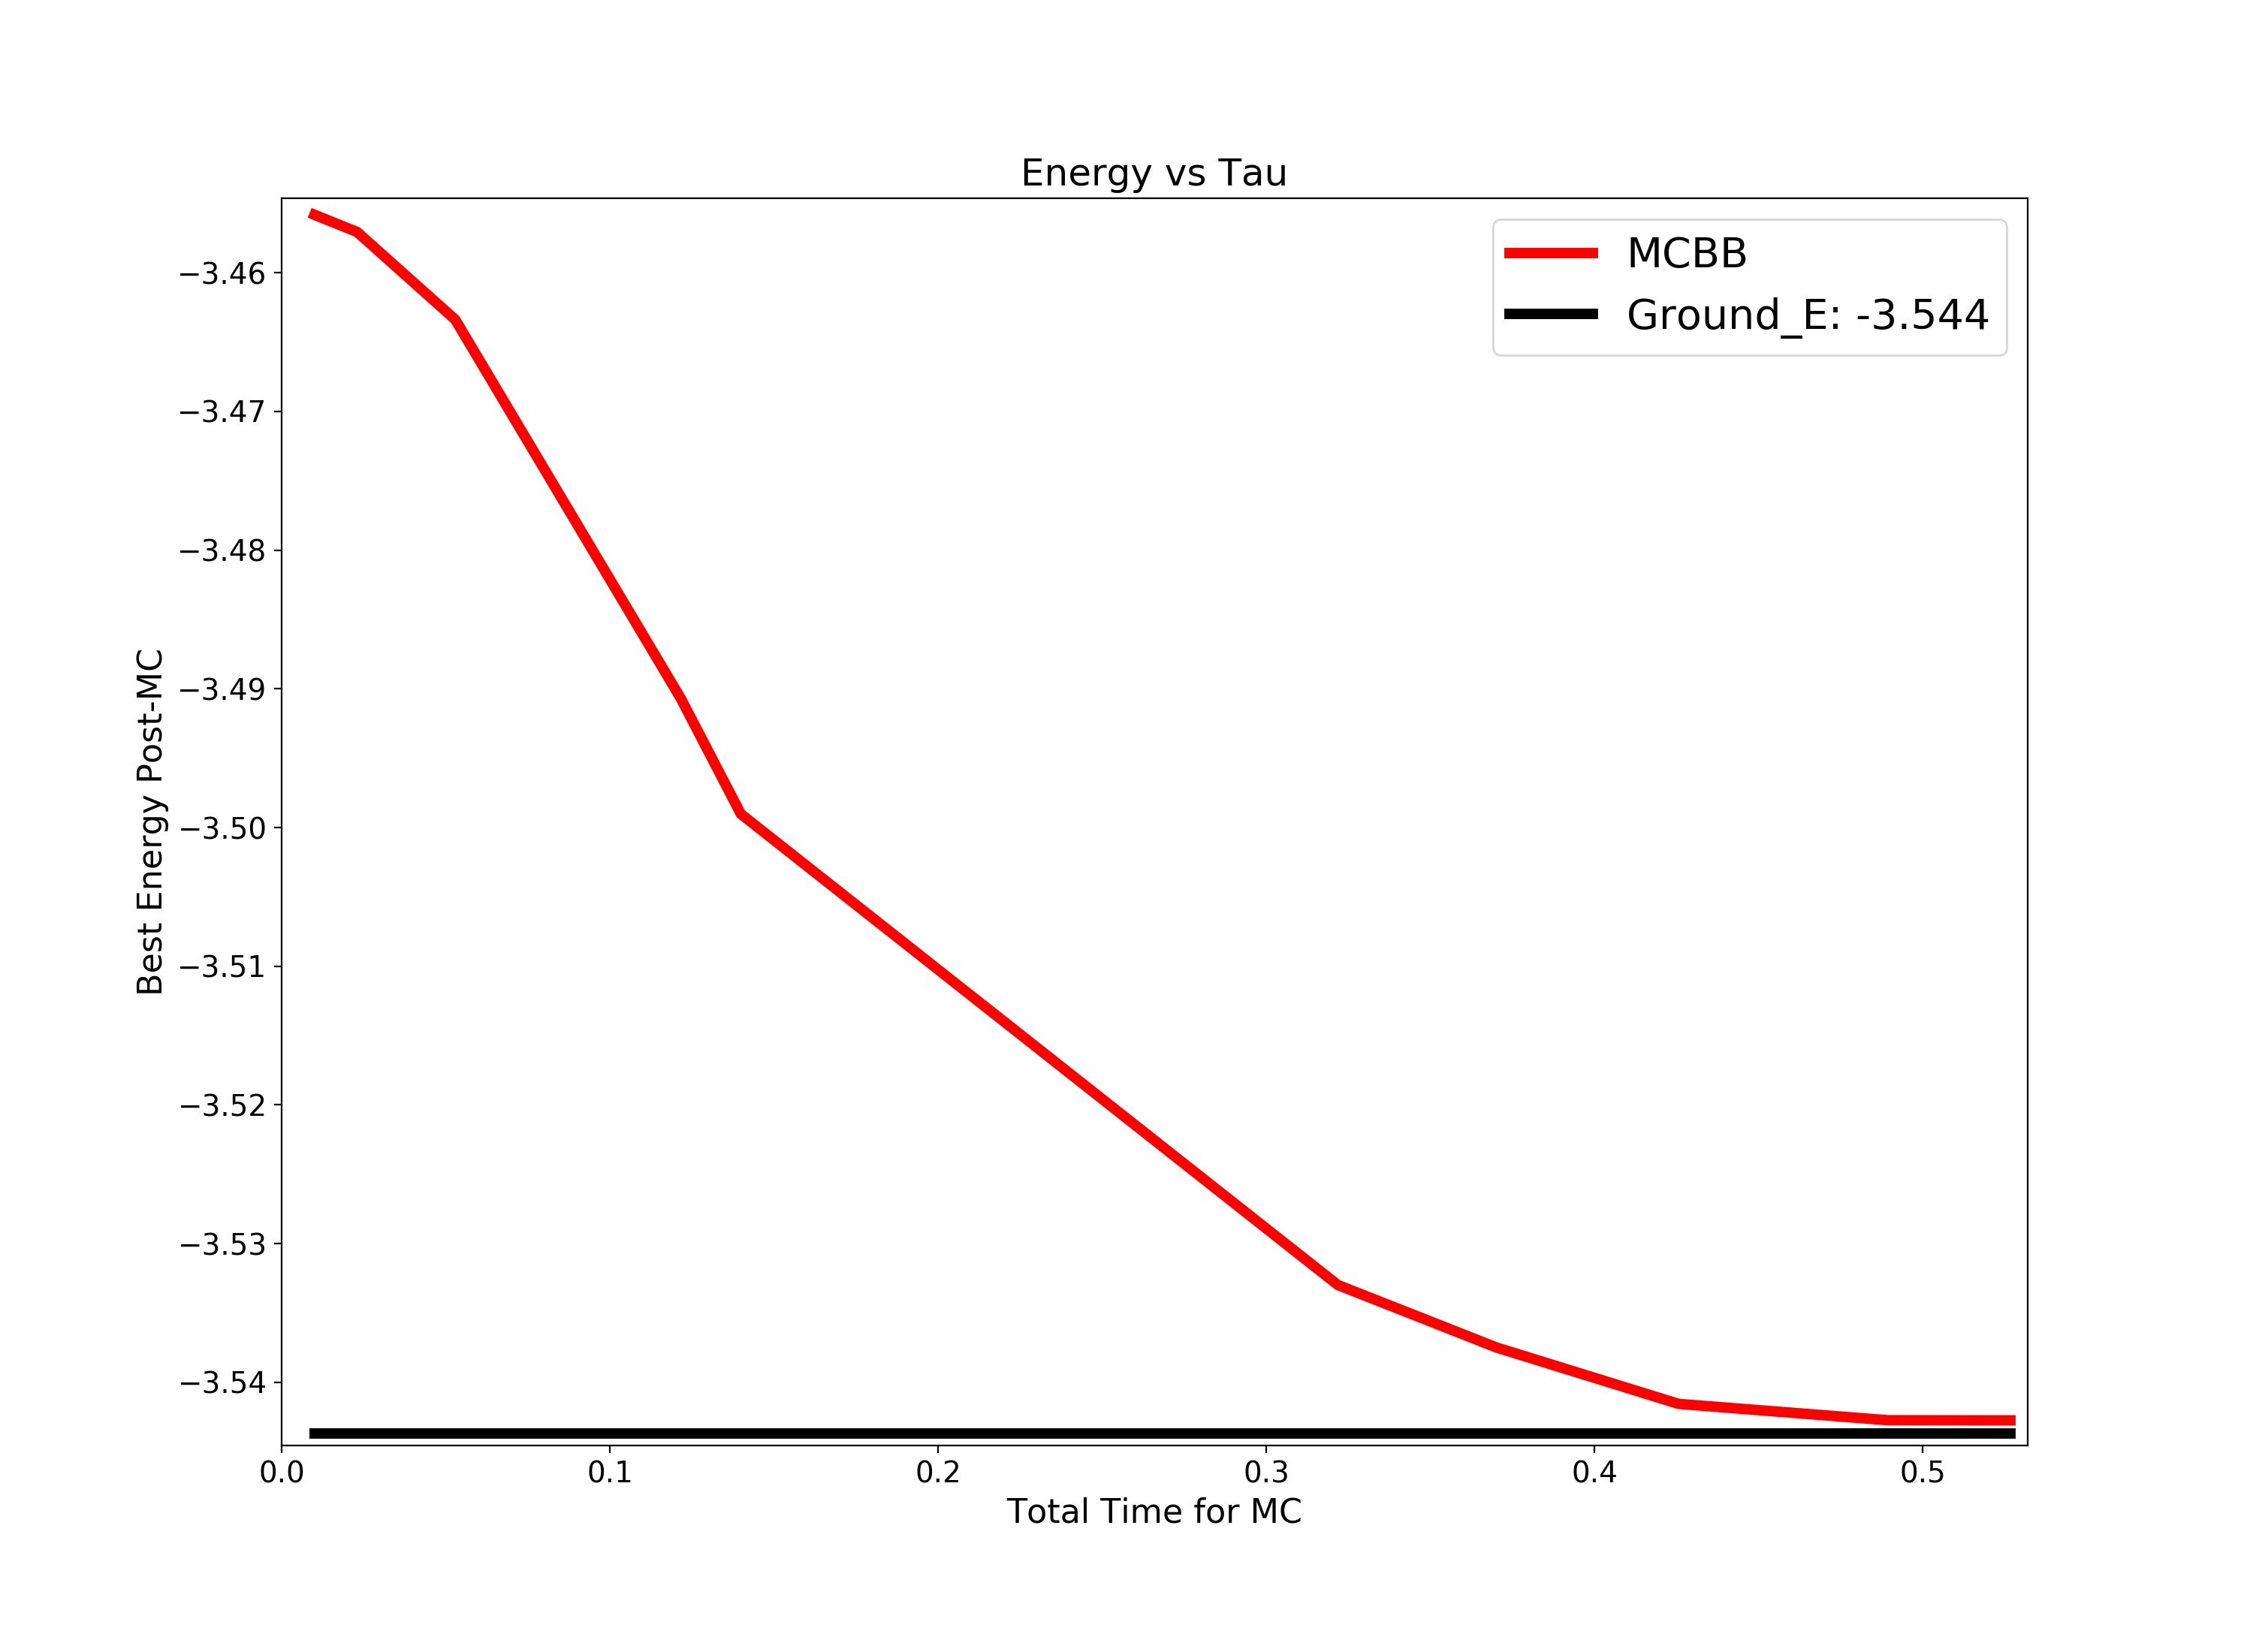 Energy vs Tau
MCBB
Ground_E: -3.544
−3.46
−3.47
−3.48
−3.49
−3.50
−3.51
−3.52
−3.53
−3.54
Best Energy Post-MC
0.0 0.1 0.2 0.3 0.4 0.5
Total Time for MC